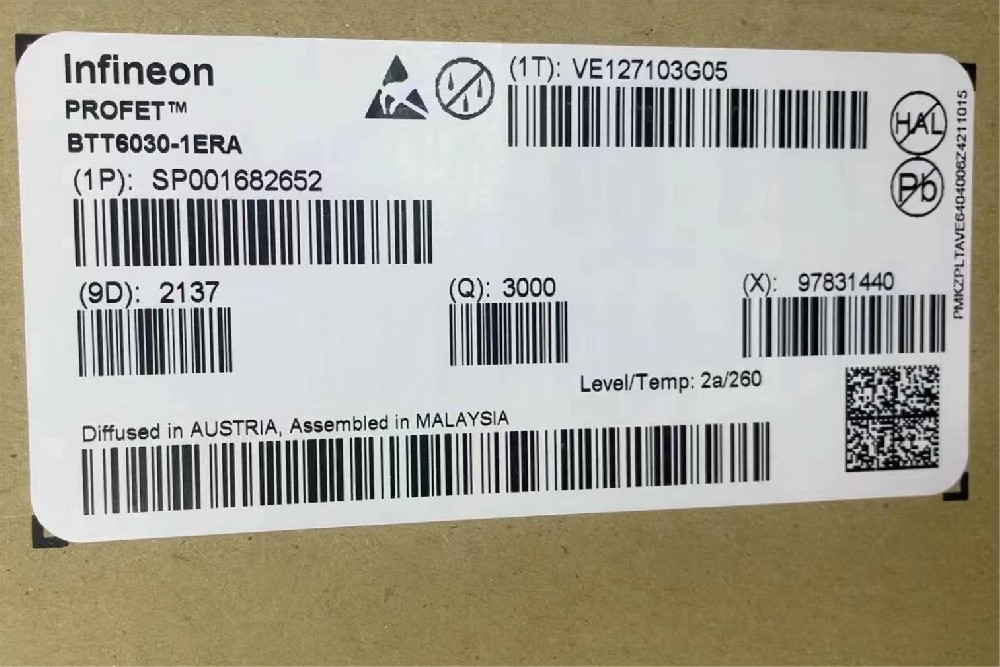 Infineon
PROFET™
BTT6030-1ERA
(1P): SP001682652
(1T): VE127103G05
HAL
Pb
(9D): 2137
(Q): 3000
(X): 97831440
Level/Temp: 2a/260
Diffused in AUSTRIA, Assembled in MALAYSIA
PMKZPLTAVE6404006Z4211015